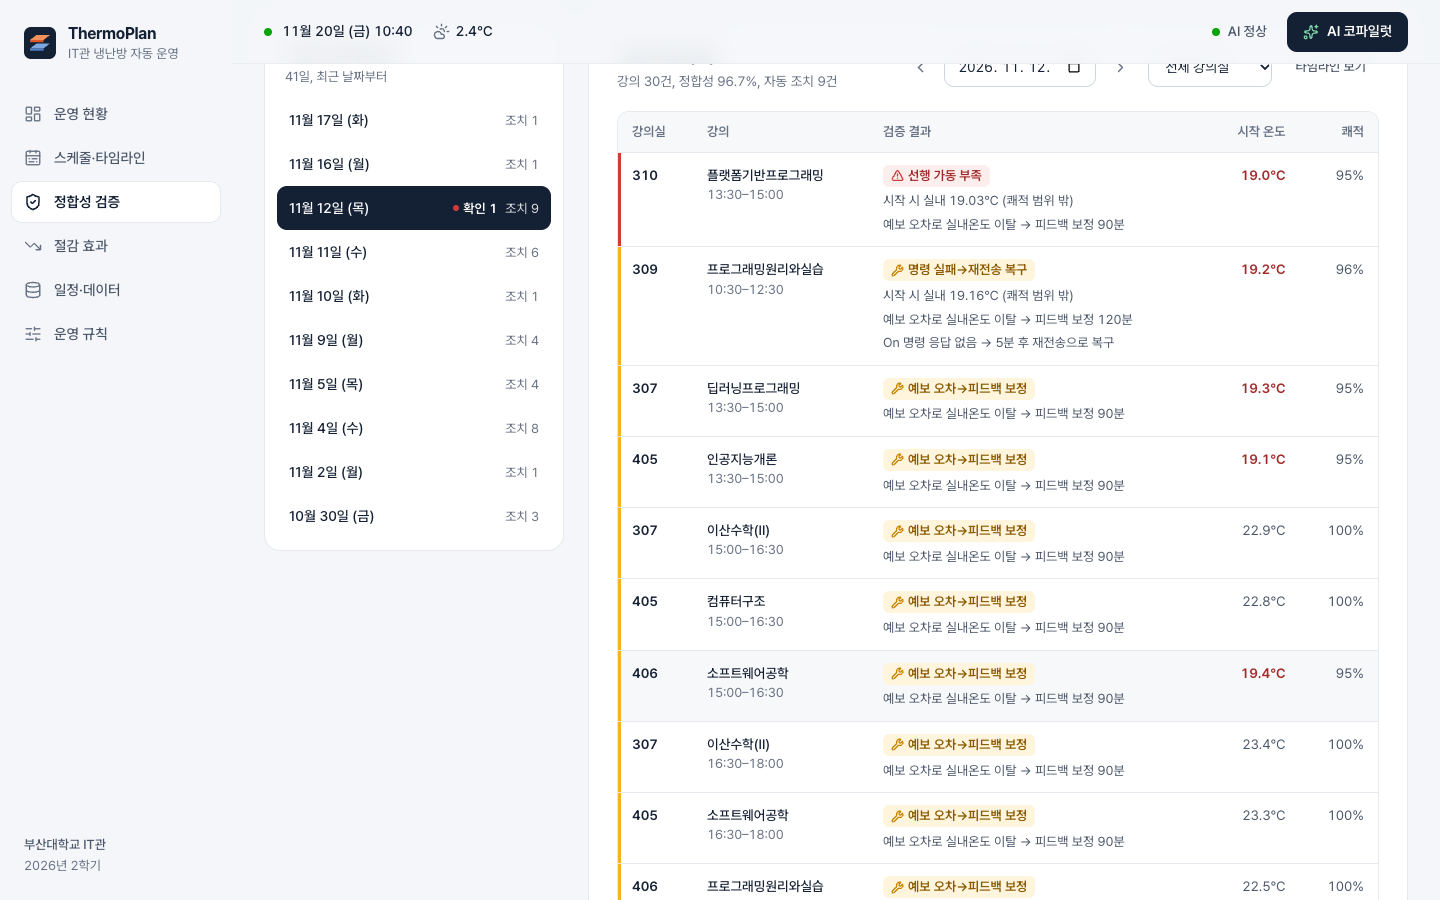 ThermoPlan
IT관 냉난방 자동 운영
11월 20일 (금) 10:40
2.4°C
AI 정상
AI 코파일럿
운영 현황
스케줄·타임라인
정합성 검증
절감 효과
일정·데이터
운영 규칙
부산대학교 IT관
2026년 2학기
41일, 최근 날짜부터
11월 17일 (화) 조치 1
11월 16일 (월) 조치 1
11월 12일 (목) 확인 1 조치 9
11월 11일 (수) 조치 6
11월 10일 (화) 조치 1
11월 9일 (월) 조치 4
11월 5일 (목) 조치 4
11월 4일 (수) 조치 8
11월 2일 (월) 조치 1
10월 30일 (금) 조치 3
강의 30건, 정합성 96.7%, 자동 조치 9건
2026. 11. 12.
전체 강의실
타임라인 보기
강의실 강의 검증 결과 시작 온도 쾌적
310 플랫폼기반프로그래밍 선행 가동 부족 19.0°C 95%
13:30–15:00
시작 시 실내 19.03°C (쾌적 범위 밖)
예보 오차로 실내온도 이탈 → 피드백 보정 90분
309 프로그래밍원리와실습 명령 실패→재전송 복구 19.2°C 96%
10:30–12:30
시작 시 실내 19.16°C (쾌적 범위 밖)
예보 오차로 실내온도 이탈 → 피드백 보정 120분
On 명령 응답 없음 → 5분 후 재전송으로 복구
307 딥러닝프로그래밍 예보 오차→피드백 보정 19.3°C 95%
13:30–15:00
예보 오차로 실내온도 이탈 → 피드백 보정 90분
405 인공지능개론 예보 오차→피드백 보정 19.1°C 95%
13:30–15:00
예보 오차로 실내온도 이탈 → 피드백 보정 90분
307 이산수학(II) 예보 오차→피드백 보정 22.9°C 100%
15:00–16:30
예보 오차로 실내온도 이탈 → 피드백 보정 90분
405 컴퓨터구조 예보 오차→피드백 보정 22.8°C 100%
15:00–16:30
예보 오차로 실내온도 이탈 → 피드백 보정 90분
406 소프트웨어공학 예보 오차→피드백 보정 19.4°C 95%
15:00–16:30
예보 오차로 실내온도 이탈 → 피드백 보정 90분
307 이산수학(II) 예보 오차→피드백 보정 23.4°C 100%
16:30–18:00
예보 오차로 실내온도 이탈 → 피드백 보정 90분
405 소프트웨어공학 예보 오차→피드백 보정 23.3°C 100%
16:30–18:00
예보 오차로 실내온도 이탈 → 피드백 보정 90분
406 프로그래밍원리와실습 예보 오차→피드백 보정 22.5°C 100%